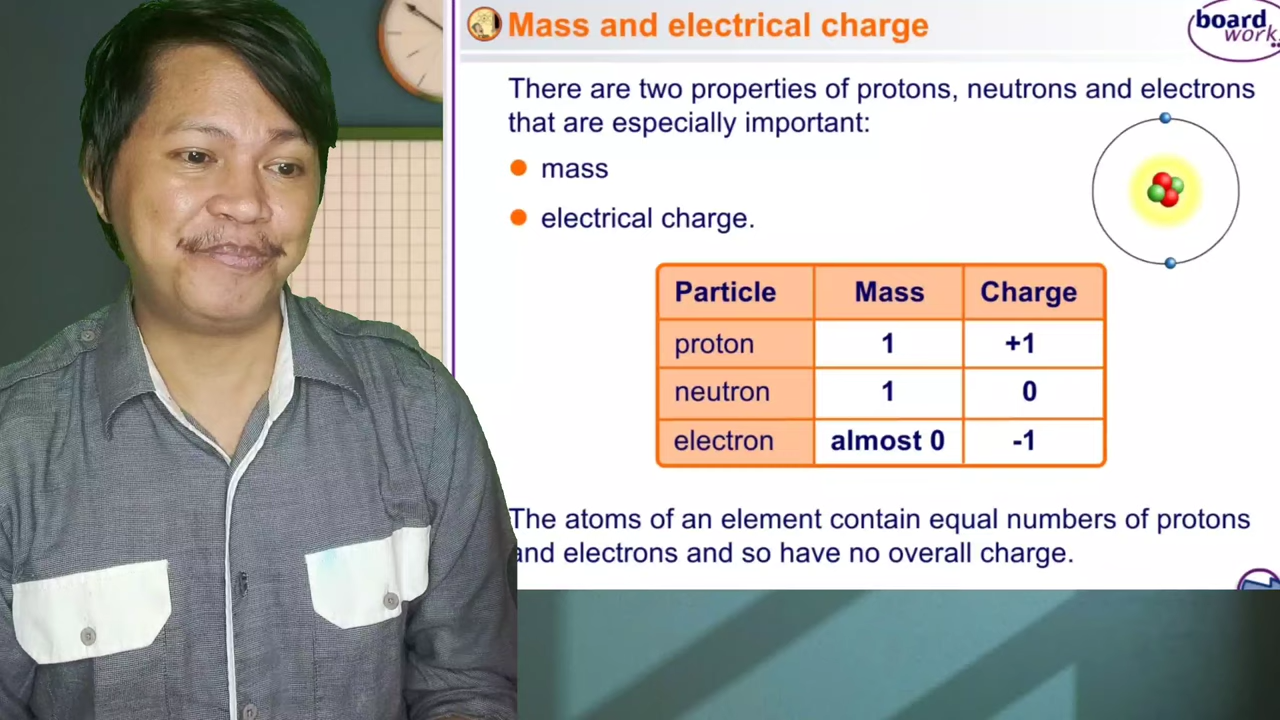 Mass and electrical charge
board
work
There are two properties of protons, neutrons and electrons
that are especially important:
mass
electrical charge.
Particle Mass Charge
proton 1 +1
neutron 1 0
electron almost 0 -1
The atoms of an element contain equal numbers of protons
and electrons and so have no overall charge.